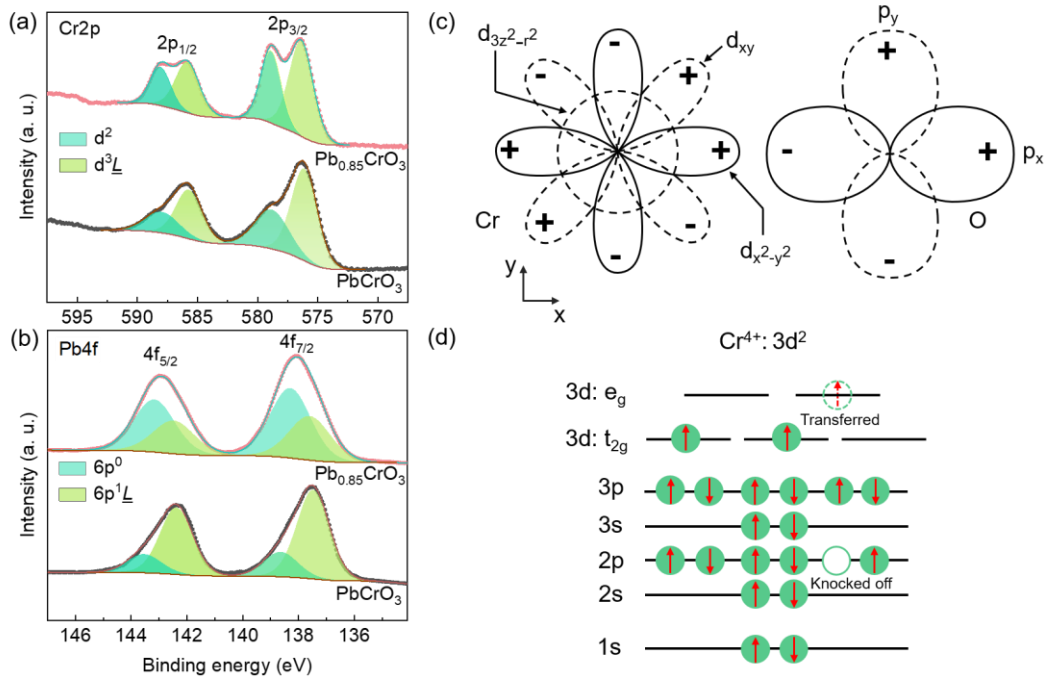 (a)
Cr2p
2p1/2
2p3/2
d²
d³L
Pb0.85CrO3
PbCrO3
Intensity (a. u.)
595 590 585 580 575 570
(b)
Pb4f
4f5/2
4f7/2
6p⁰
6p¹L
Pb0.85CrO3
PbCrO3
Intensity (a. u.)
146 144 142 140 138 136
Binding energy (eV)
(c)
d3z²-r²
dxy
- - + + + + - -
Cr
dx²-y²
y
x
py
+
- +
px
-
O
(d)
Cr⁴⁺: 3d²
3d: eg
Transferred
3d: t2g
3p
3s
2p
Knocked off
2s
1s